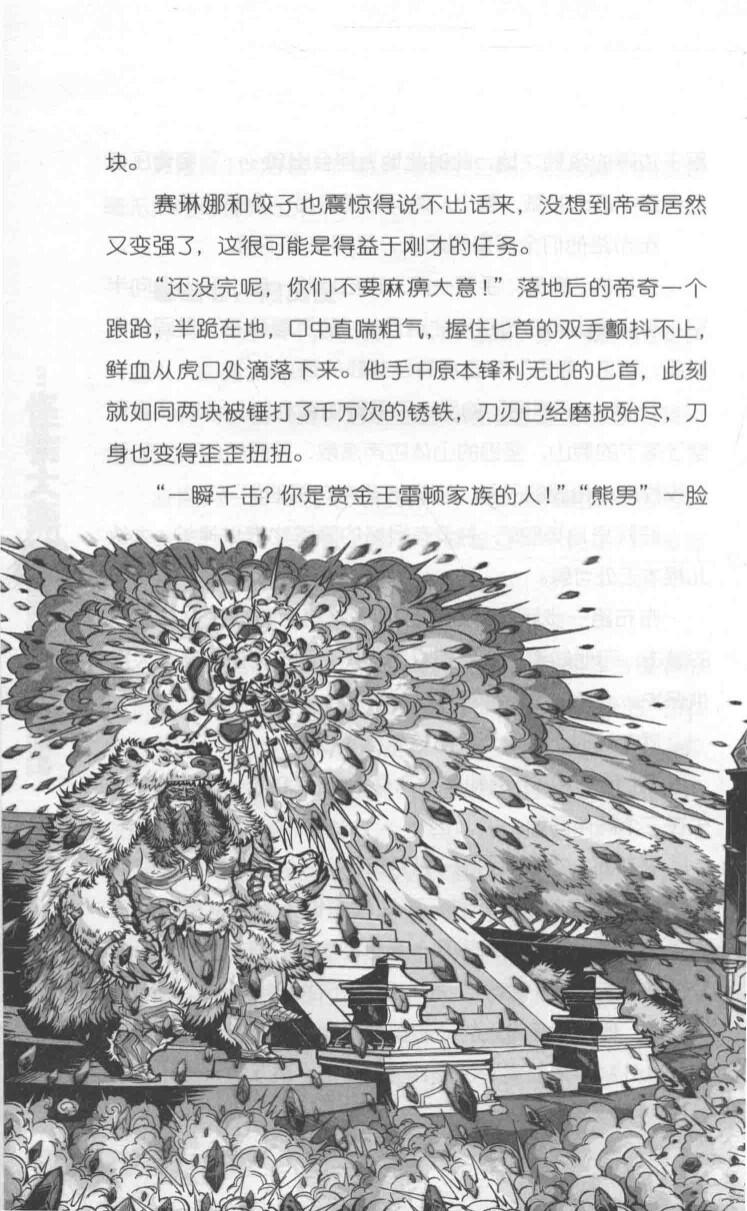 块。
赛琳娜和饺子也震惊得说不出话来，没想到帝奇居然
又变强了，这很可能是得益于刚才的任务。
“还没完呢，你们不要麻痹大意！”落地后的帝奇一个
踉跄，半跪在地，口中直喘粗气，握住匕首的双手颤抖不止，
鲜血从虎口处滴落下来。他手中原本锋利无比的匕首，此刻
就如同两块被锤打了千万次的锈铁，刀刃已经磨损殆尽，刀
身也变得歪歪扭扭。
“一瞬千击？你是赏金王雷顿家族的人？”“熊男”一脸